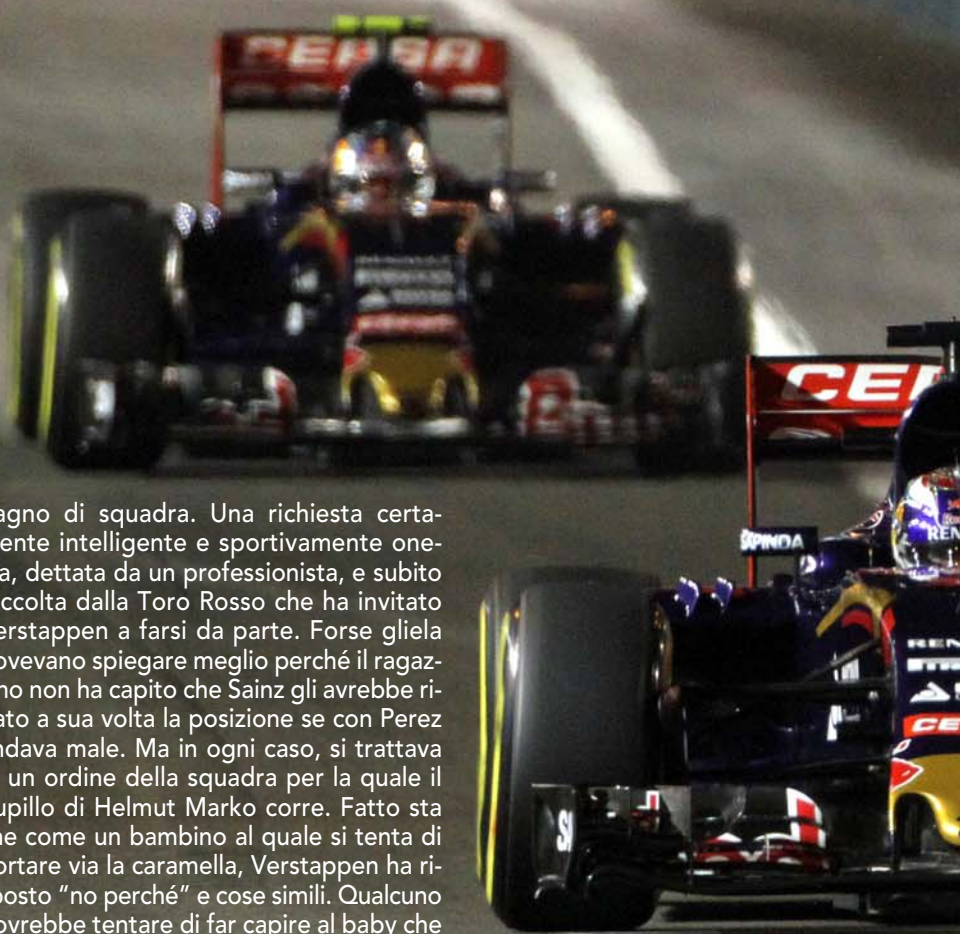 CEPSA
CEP
SAPINDA
REN
REN
CE
agno di squadra. Una richiesta certa-
ente intelligente e sportivamente one-
a, dettata da un professionista, e subito
ccolta dalla Toro Rosso che ha invitato
erstappen a farsi da parte. Forse gliela
ovevano spiegare meglio perché il ragaz-
no non ha capito che Sainz gli avrebbe ri-
ato a sua volta la posizione se con Perez
ndava male. Ma in ogni caso, si trattava
un ordine della squadra per la quale il
upillo di Helmut Marko corre. Fatto sta
he come un bambino al quale si tenta di
ortare via la caramella, Verstappen ha ri-
posto “no perché” e cose simili. Qualcuno
ovrebbe tentare di far capire al baby che